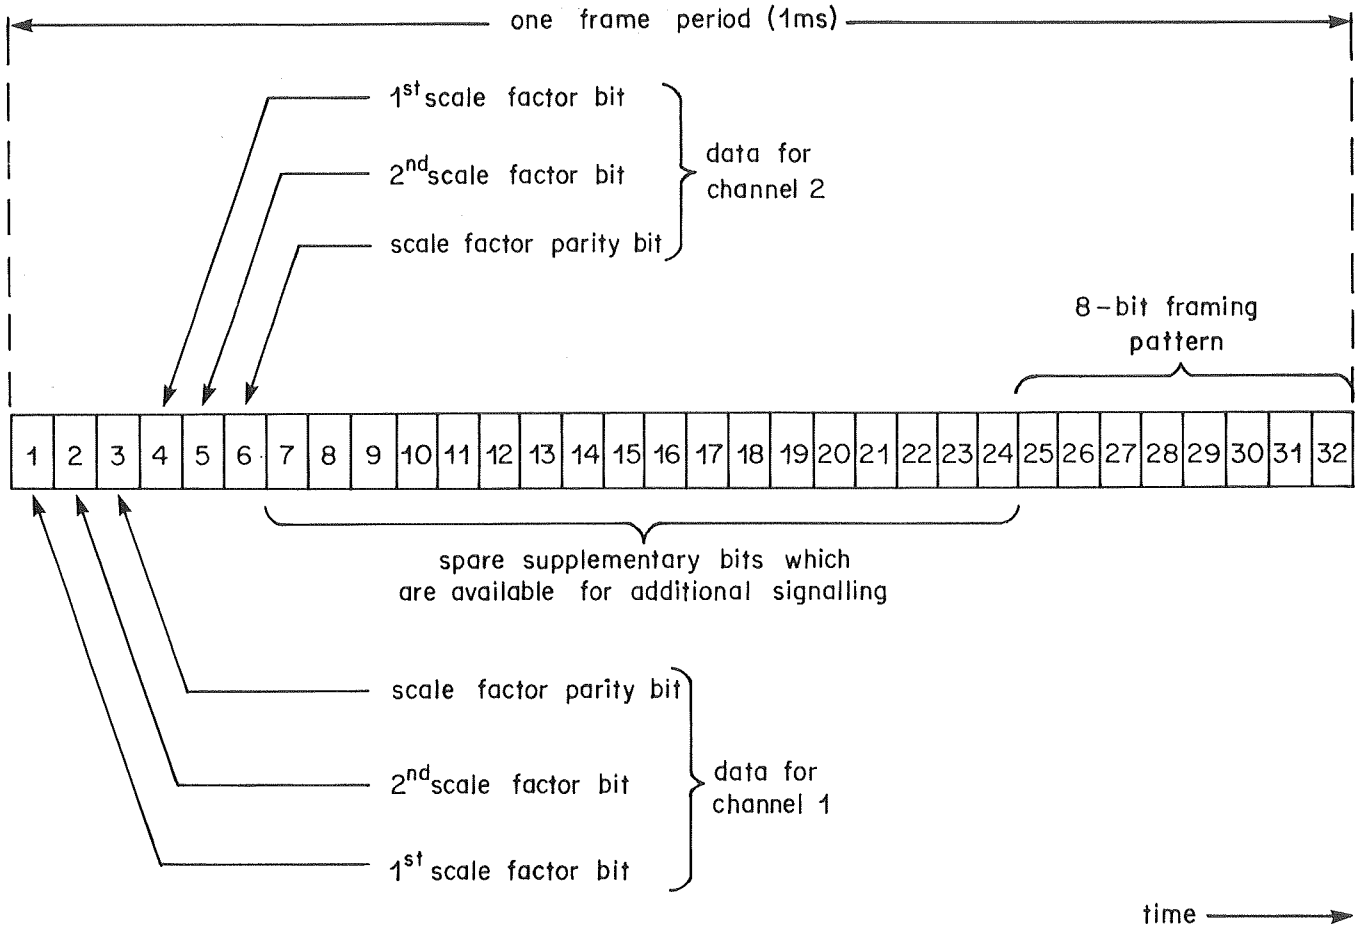 one frame period (1ms)
1st scale factor bit
2nd scale factor bit
scale factor parity bit
data for
channel 2
8-bit framing
pattern
1 2 3 4 5 6 7 8 9 10 11 12 13 14 15 16 17 18 19 20 21 22 23 24 25 26 27 28 29 30 31 32
spare supplementary bits which
are available for additional signalling
scale factor parity bit
2nd scale factor bit
1st scale factor bit
data for
channel 1
time